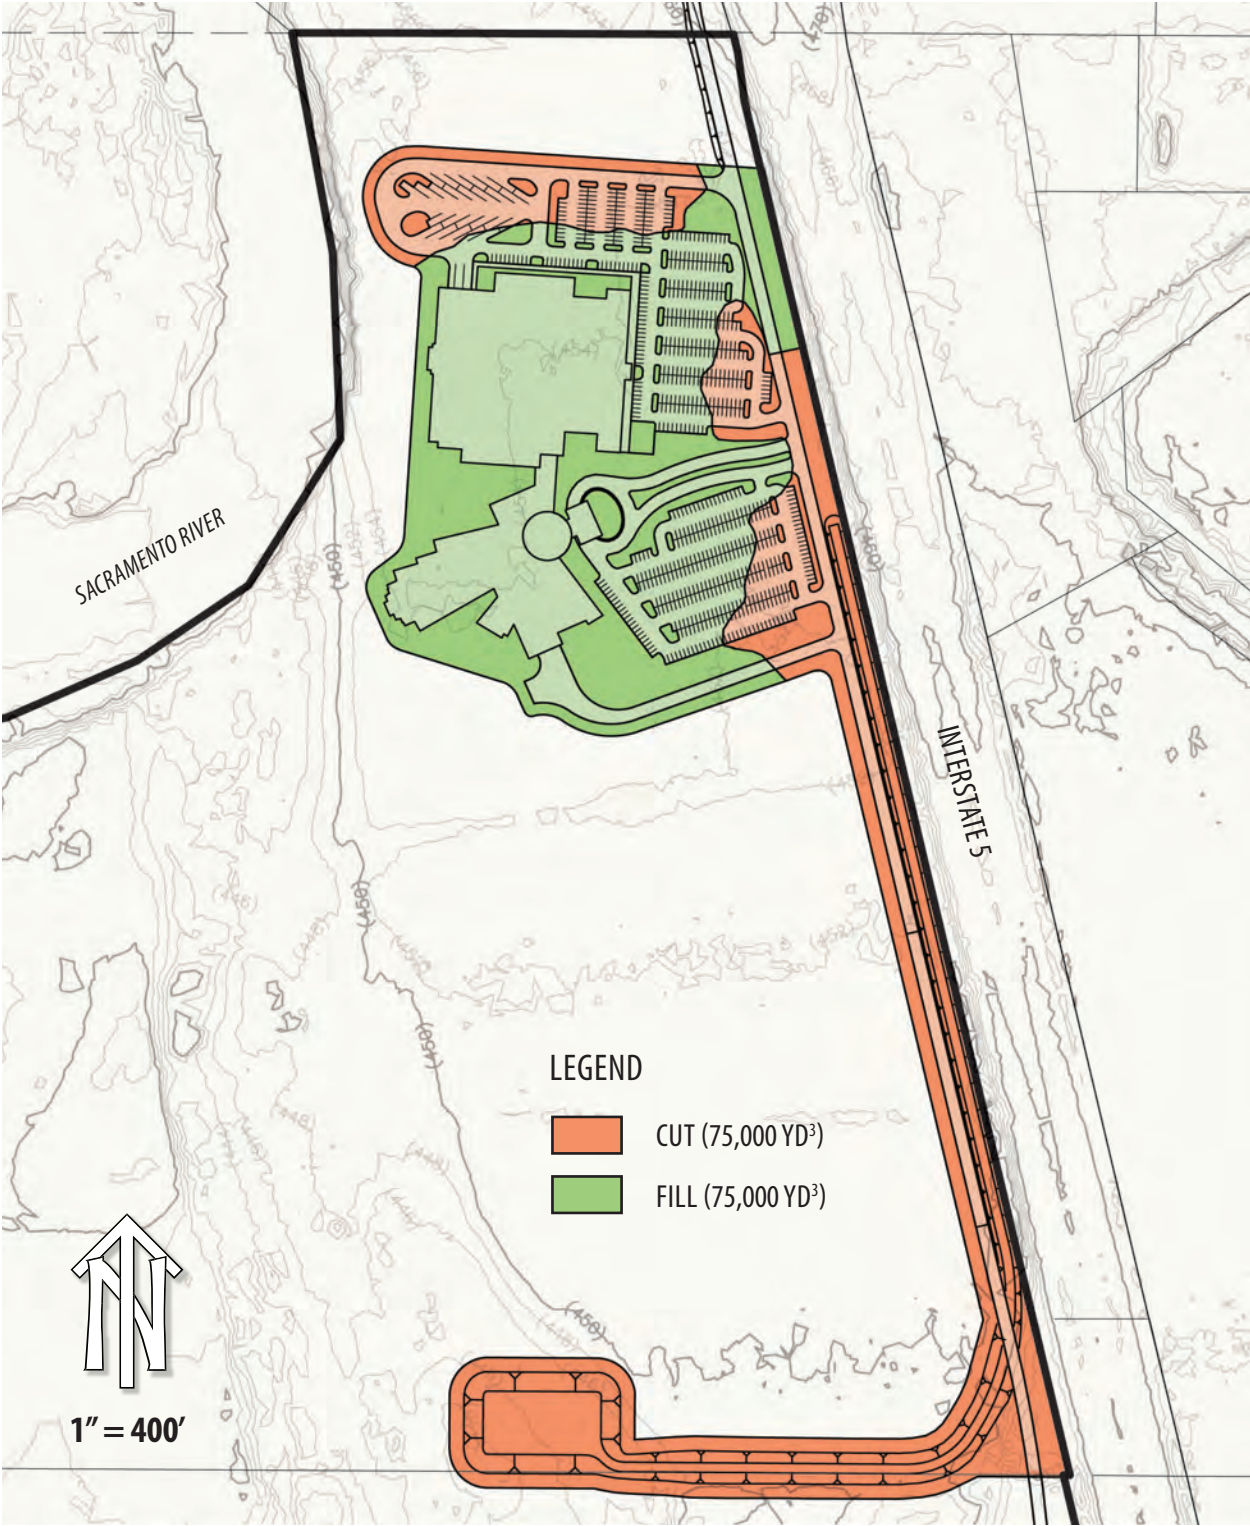 (454)
SACRAMENTO RIVER
(450)
(460)
INTERSTATE 5
(450)
(450)
LEGEND
CUT (75,000 YD³)
FILL (75,000 YD³)
(450)
N
1″ = 400′